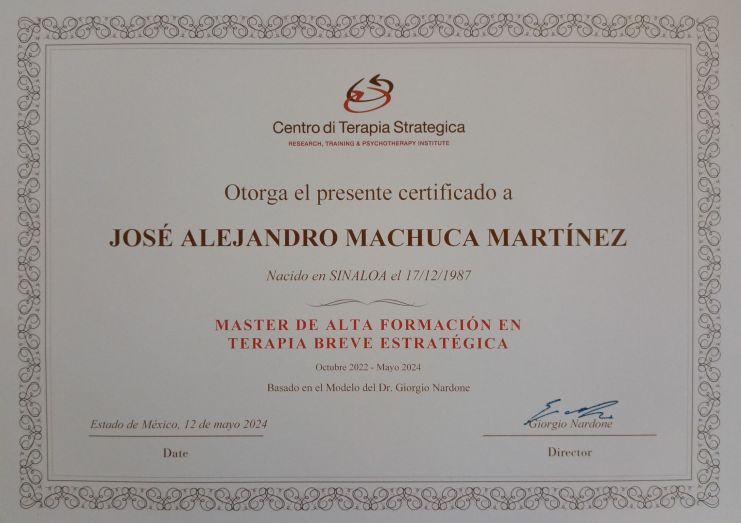 Centro di Terapia Strategica
RESEARCH, TRAINING & PSYCHOTHERAPY INSTITUTE
Otorga el presente certificado a
JOSÉ ALEJANDRO MACHUCA MARTÍNEZ
Nacido en SINALOA el 17/12/1987
MASTER DE ALTA FORMACIÓN EN
TERAPIA BREVE ESTRATÉGICA
Octubre 2022 - Mayo 2024
Basado en el Modelo del Dr. Giorgio Nardone
Estado de México, 12 de mayo 2024
Date
Giorgio Nardone
Director